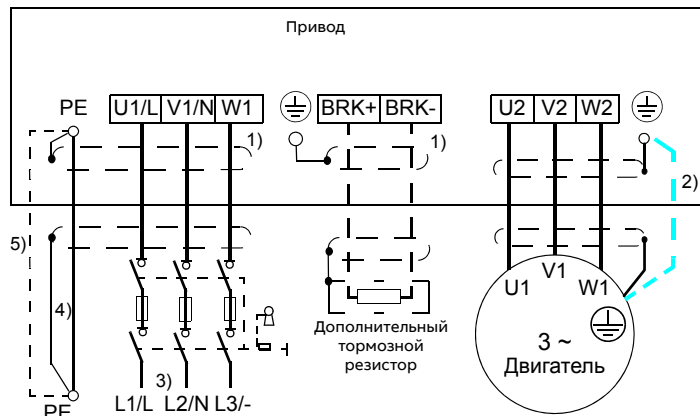 Привод
PE U1/L V1/N W1 BRK+ BRK- U2 V2 W2
1) 1)
2)
5)
4)
U1 V1 W1
3 ~
Двигатель
Дополнительный
тормозной
резистор
3)
PE L1/L L2/N L3/-